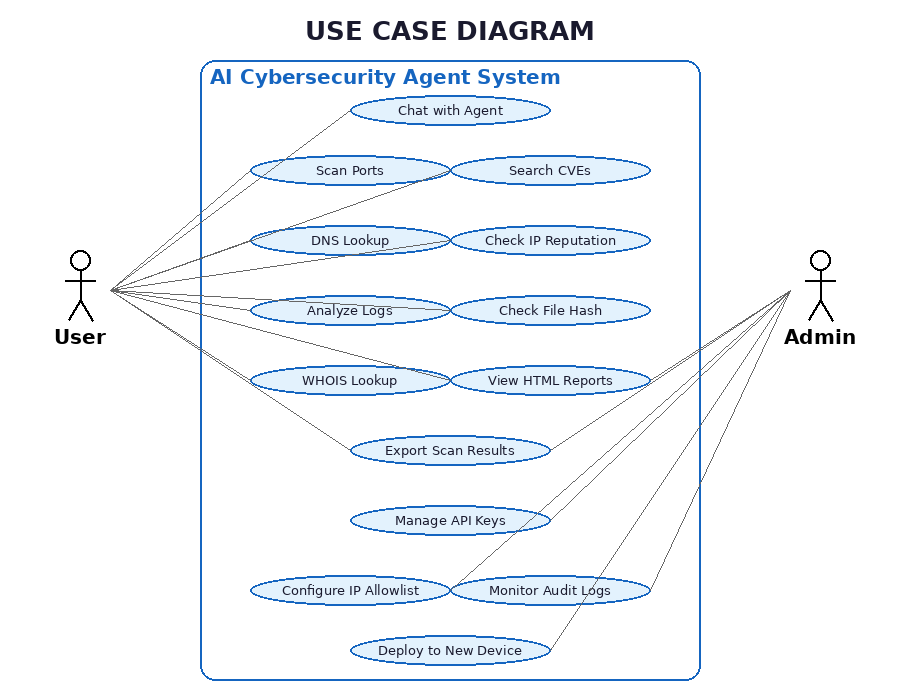 USE CASE DIAGRAM
AI Cybersecurity Agent System
Chat with Agent
Scan Ports
Search CVEs
DNS Lookup
Check IP Reputation
User
Admin
Analyze Logs
Check File Hash
WHOIS Lookup
View HTML Reports
Export Scan Results
Manage API Keys
Configure IP Allowlist
Monitor Audit Logs
Deploy to New Device